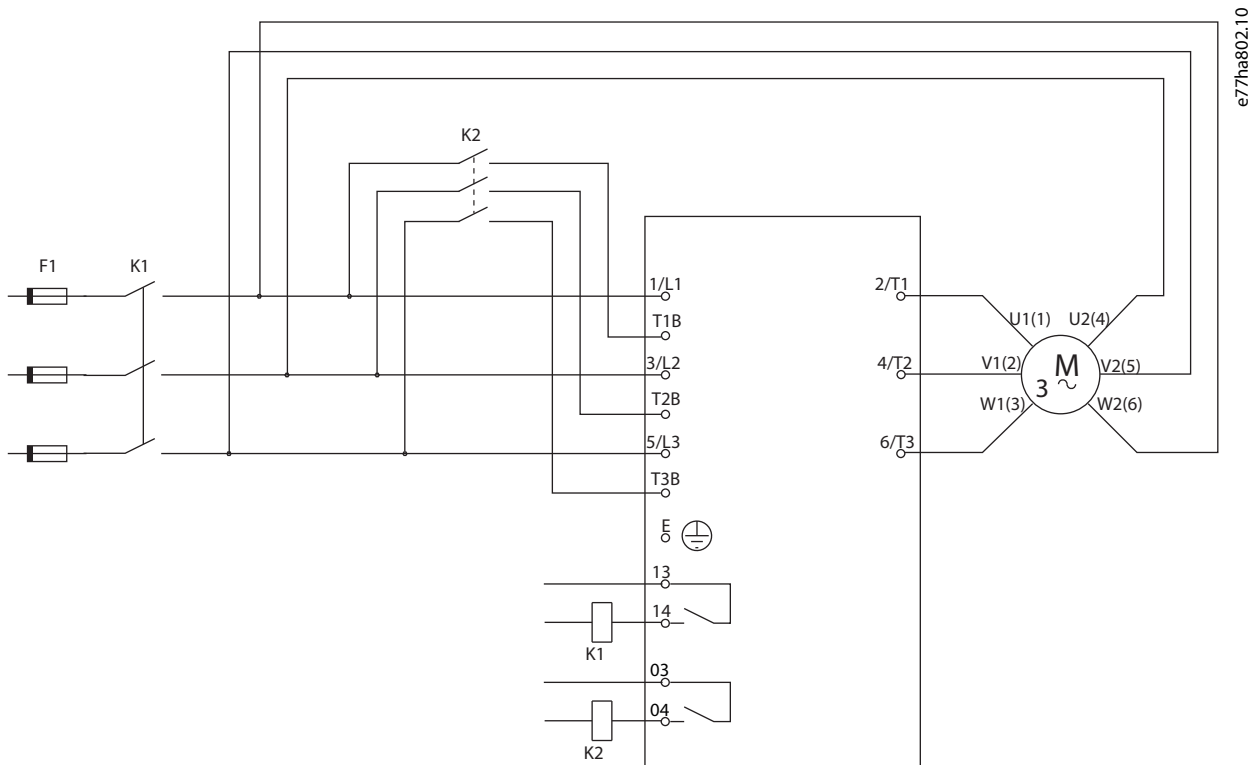 e77ha802.10
K2
F1
K1
1/L1
2/T1
T1B
U1(1)
U2(4)
3/L2
4/T2
V1(2)
M
3
V2(5)
T2B
W1(3)
W2(6)
5/L3
6/T3
T3B
E
13
14
K1
03
04
K2